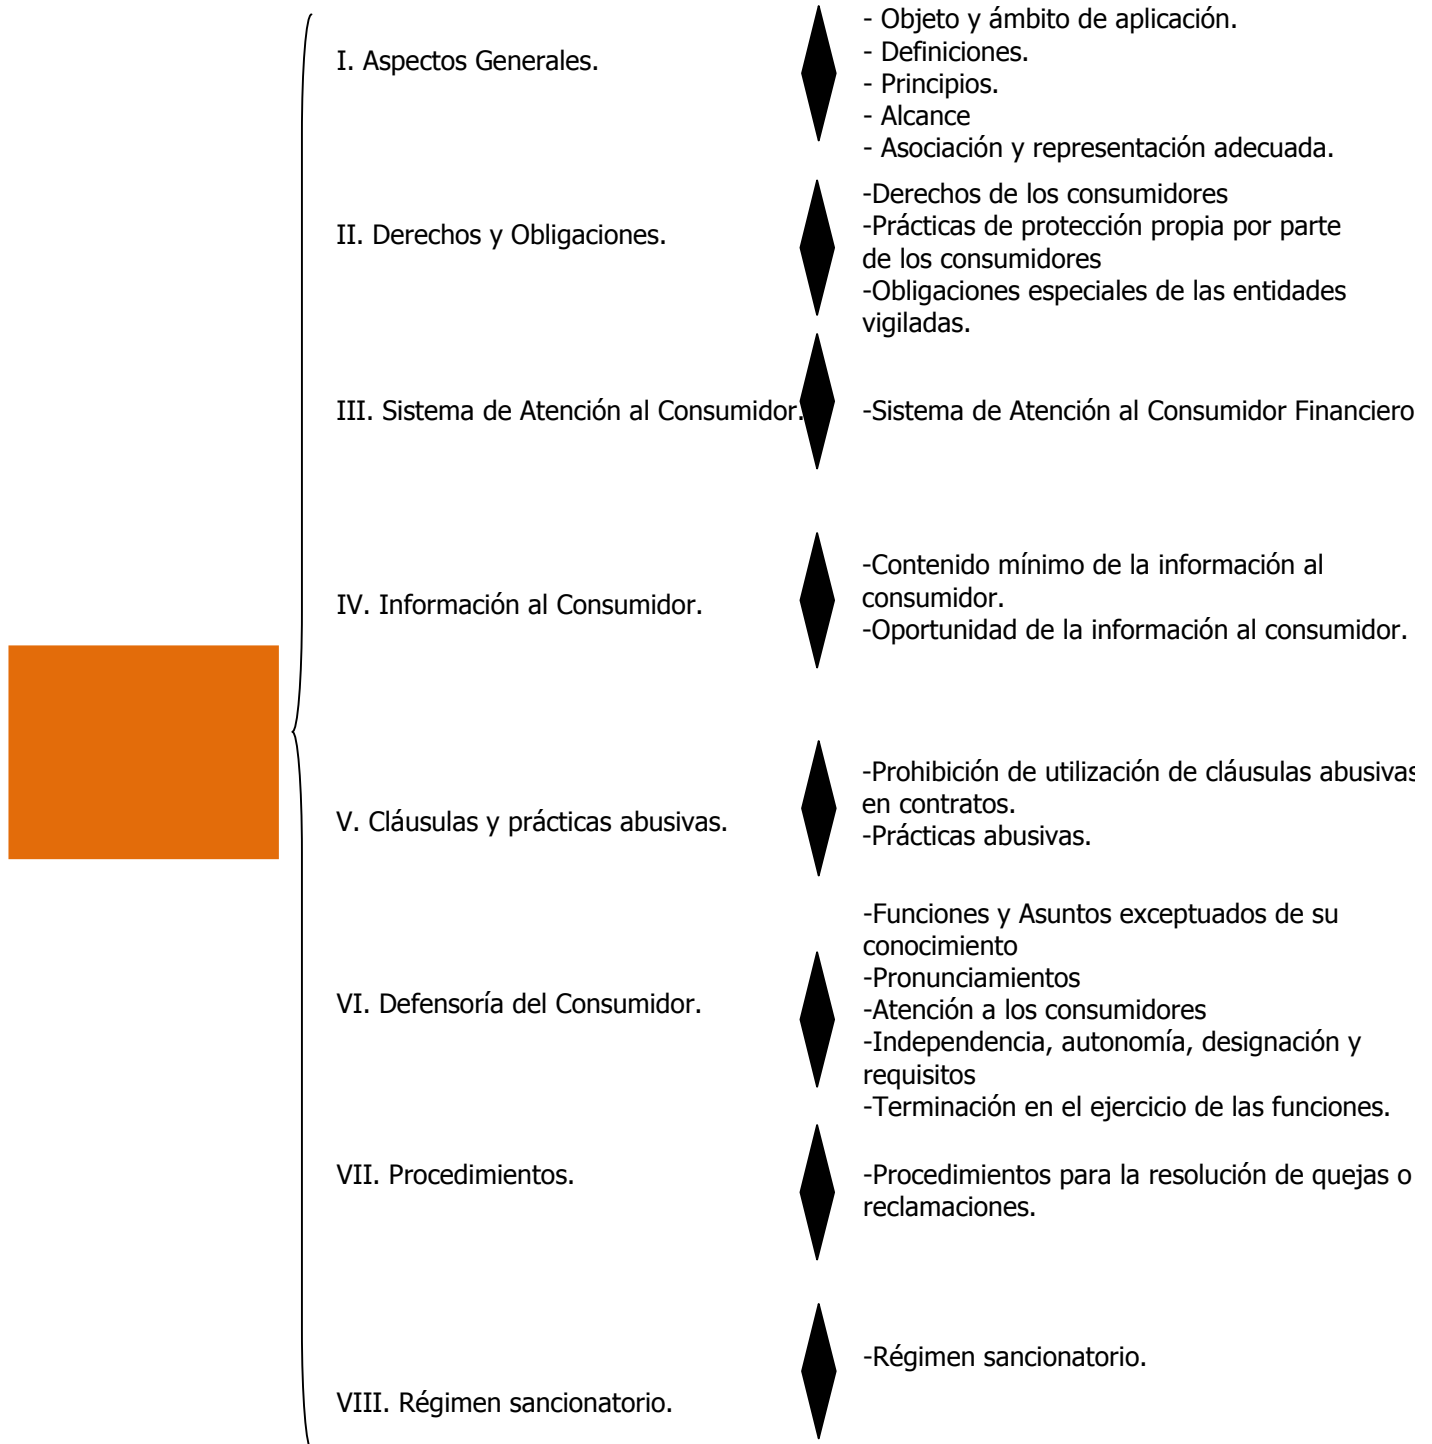 I. Aspectos Generales.
- Objeto y ámbito de aplicación.
- Definiciones.
- Principios.
- Alcance
- Asociación y representación adecuada.
II. Derechos y Obligaciones.
-Derechos de los consumidores
-Prácticas de protección propia por parte
de los consumidores
-Obligaciones especiales de las entidades
vigiladas.
III. Sistema de Atención al Consumidor.
-Sistema de Atención al Consumidor Financiero
IV. Información al Consumidor.
-Contenido mínimo de la información al
consumidor.
-Oportunidad de la información al consumidor.
V. Cláusulas y prácticas abusivas.
-Prohibición de utilización de cláusulas abusivas
en contratos.
-Prácticas abusivas.
VI. Defensoría del Consumidor.
-Funciones y Asuntos exceptuados de su
conocimiento
-Pronunciamientos
-Atención a los consumidores
-Independencia, autonomía, designación y
requisitos
-Terminación en el ejercicio de las funciones.
VII. Procedimientos.
-Procedimientos para la resolución de quejas o
reclamaciones.
VIII. Régimen sancionatorio.
-Régimen sancionatorio.